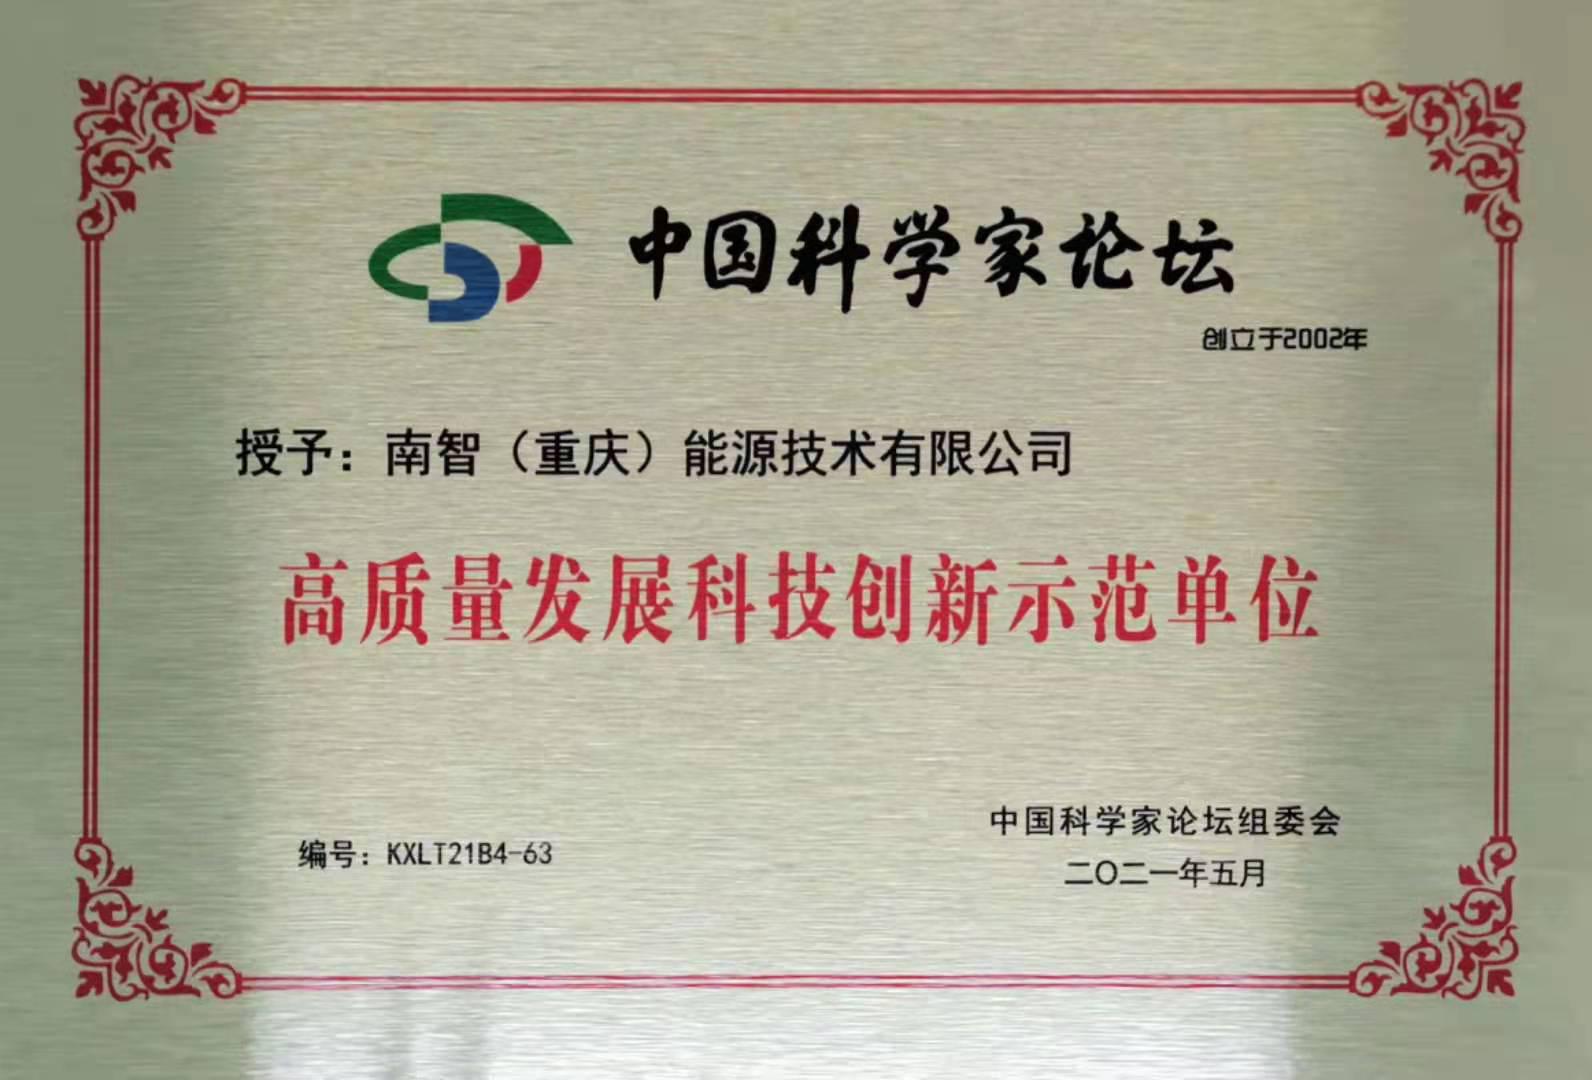 中国科学家论坛
创立于2002年
授予：南智（重庆）能源技术有限公司
高质量发展科技创新示范单位
编号：KXLT21B4-63
中国科学家论坛组委会
二〇二一年五月